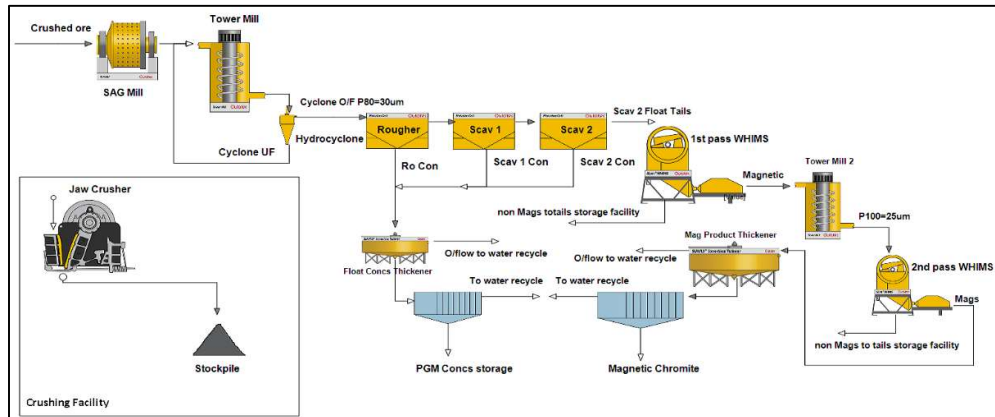 Crushed ore
SAG Mill
Tower Mill
Cyclone O/F P80=30um
Hydrocyclone
Cyclone UF
Rougher
Scav 1
Scav 2
Scav 2 Float Tails
1st pass WHIMS
Ro Con
Scav 1 Con
Scav 2 Con
Magnetic
Tower Mill 2
P100=25um
non Mags totails storage facility
Mag Product Thickener
O/flow to water recycle
O/flow to water recycle
Float Concs Thickener
To water recycle
To water recycle
2nd pass WHIMS
Mags
non Mags to tails storage facility
PGM Concs storage
Magnetic Chromite
Jaw Crusher
Stockpile
Crushing Facility